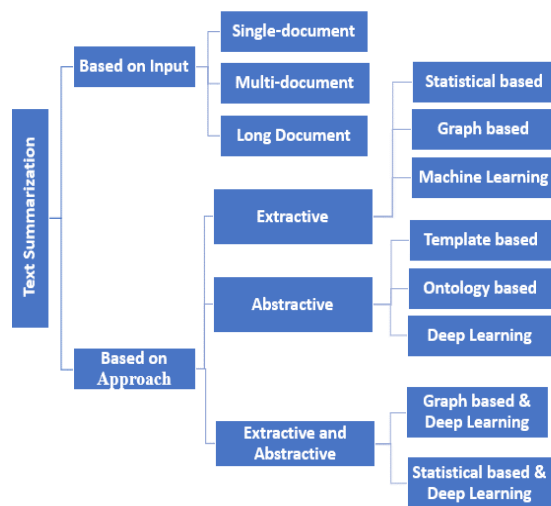 Text Summarization
Based on Input
Single-document
Multi-document
Long Document
Based on
Approach
Extractive
Statistical based
Graph based
Machine Learning
Abstractive
Template based
Ontology based
Deep Learning
Extractive and
Abstractive
Graph based &
Deep Learning
Statistical based &
Deep Learning